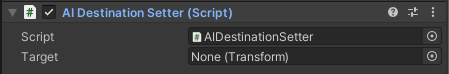 AI Destination Setter (Script)
Script AIDestinationSetter
Target None (Transform)